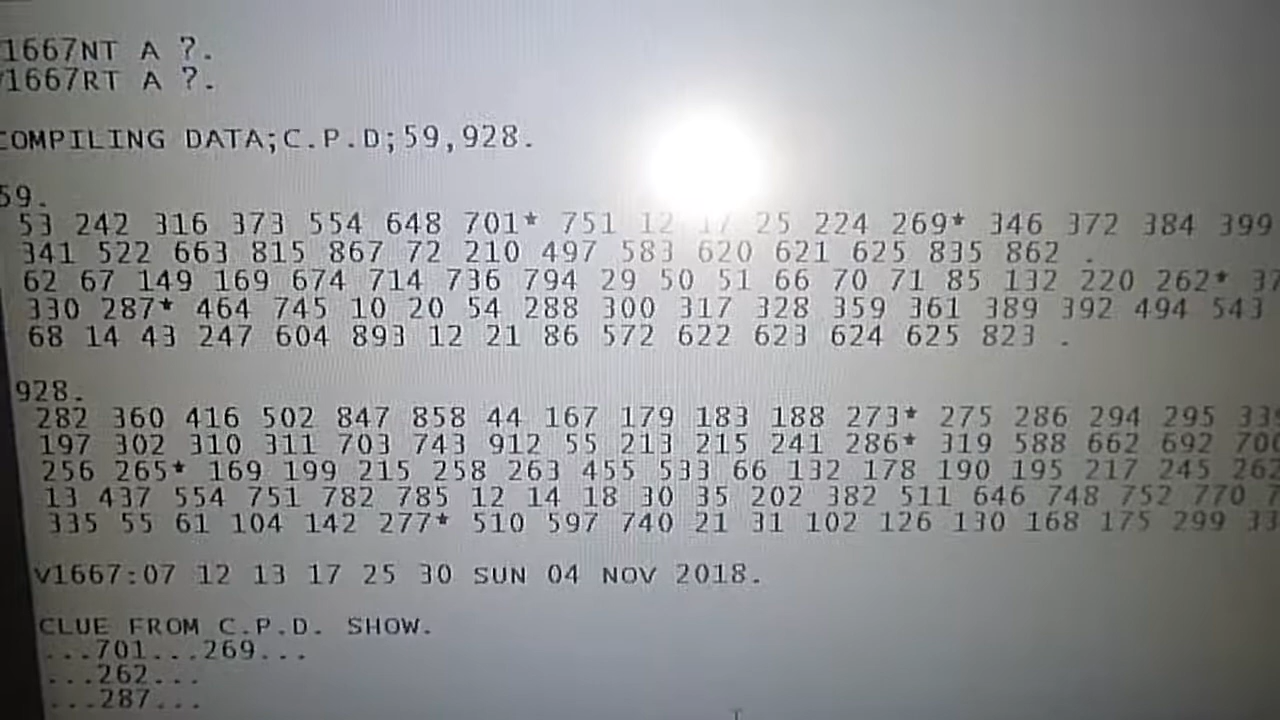 1667NT A ?.
1667RT A ?.
COMPILING DATA;C.P.D;59,928.
59.
53 242 316 373 554 648 701* 751 12 17 25 224 269* 346 372 384 399
341 522 663 815 867 72 210 497 583 620 621 625 835 862 .
62 67 149 169 674 714 736 794 29 50 51 66 70 71 85 132 220 262*
330 287* 464 745 10 20 54 288 300 317 328 359 361 389 392 494 543
68 14 43 247 604 893 12 21 86 572 622 623 624 625 823 .
928.
282 360 416 502 847 858 44 167 179 183 188 273* 275 286 294 295
197 302 310 311 703 743 912 55 213 215 241 286* 319 588 662 692
256 265* 169 199 215 258 263 455 533 66 132 178 190 195 217 245 262
13 437 554 751 782 785 12 14 18 30 35 202 382 511 646 748 752 770
335 55 61 104 142 277* 510 597 740 21 31 102 126 130 168 175 299
V1667:07 12 13 17 25 30 SUN 04 NOV 2018.
CLUE FROM C.P.D. SHOW.
...701...269...
...262...
...287...